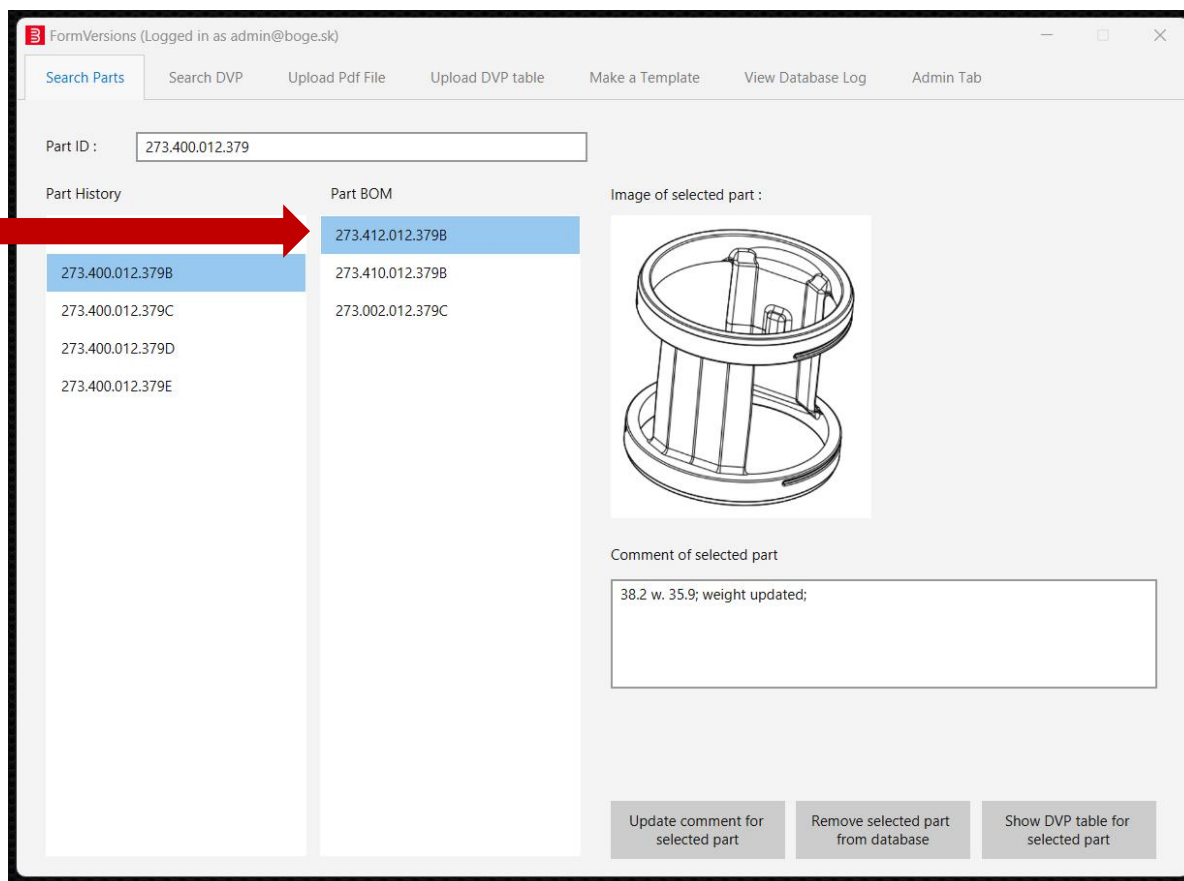 FormVersions (Logged in as admin@boge.sk)
Search Parts Search DVP Upload Pdf File Upload DVP table Make a Template View Database Log Admin Tab
Part ID : 273.400.012.379
Part History Part BOM Image of selected part :
273.412.012.379B
273.400.012.379B 273.410.012.379B
273.400.012.379C 273.002.012.379C
273.400.012.379D
273.400.012.379E
Comment of selected part
38.2 w. 35.9; weight updated;
Update comment for selected part
Remove selected part from database
Show DVP table for selected part